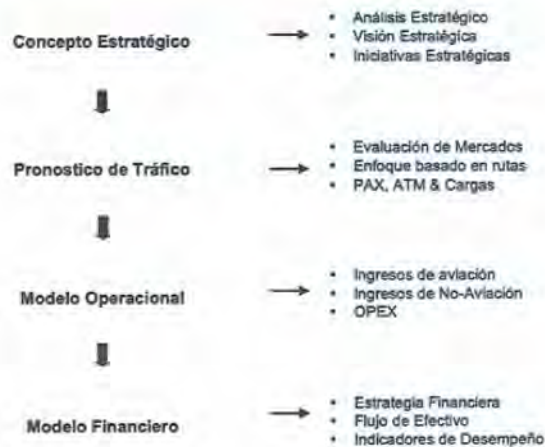 Concepto Estratégico
• Análisis Estratégico
• Visión Estratégica
• Iniciativas Estratégicas
Pronostico de Tráfico
• Evaluación de Mercados
• Enfoque basado en rutas
• PAX, ATM & Cargas
Modelo Operacional
• Ingresos de aviación
• Ingresos de No-Aviación
• OPEX
Modelo Financiero
• Estrategia Financiera
• Flujo de Efectivo
• Indicadores de Desempeño